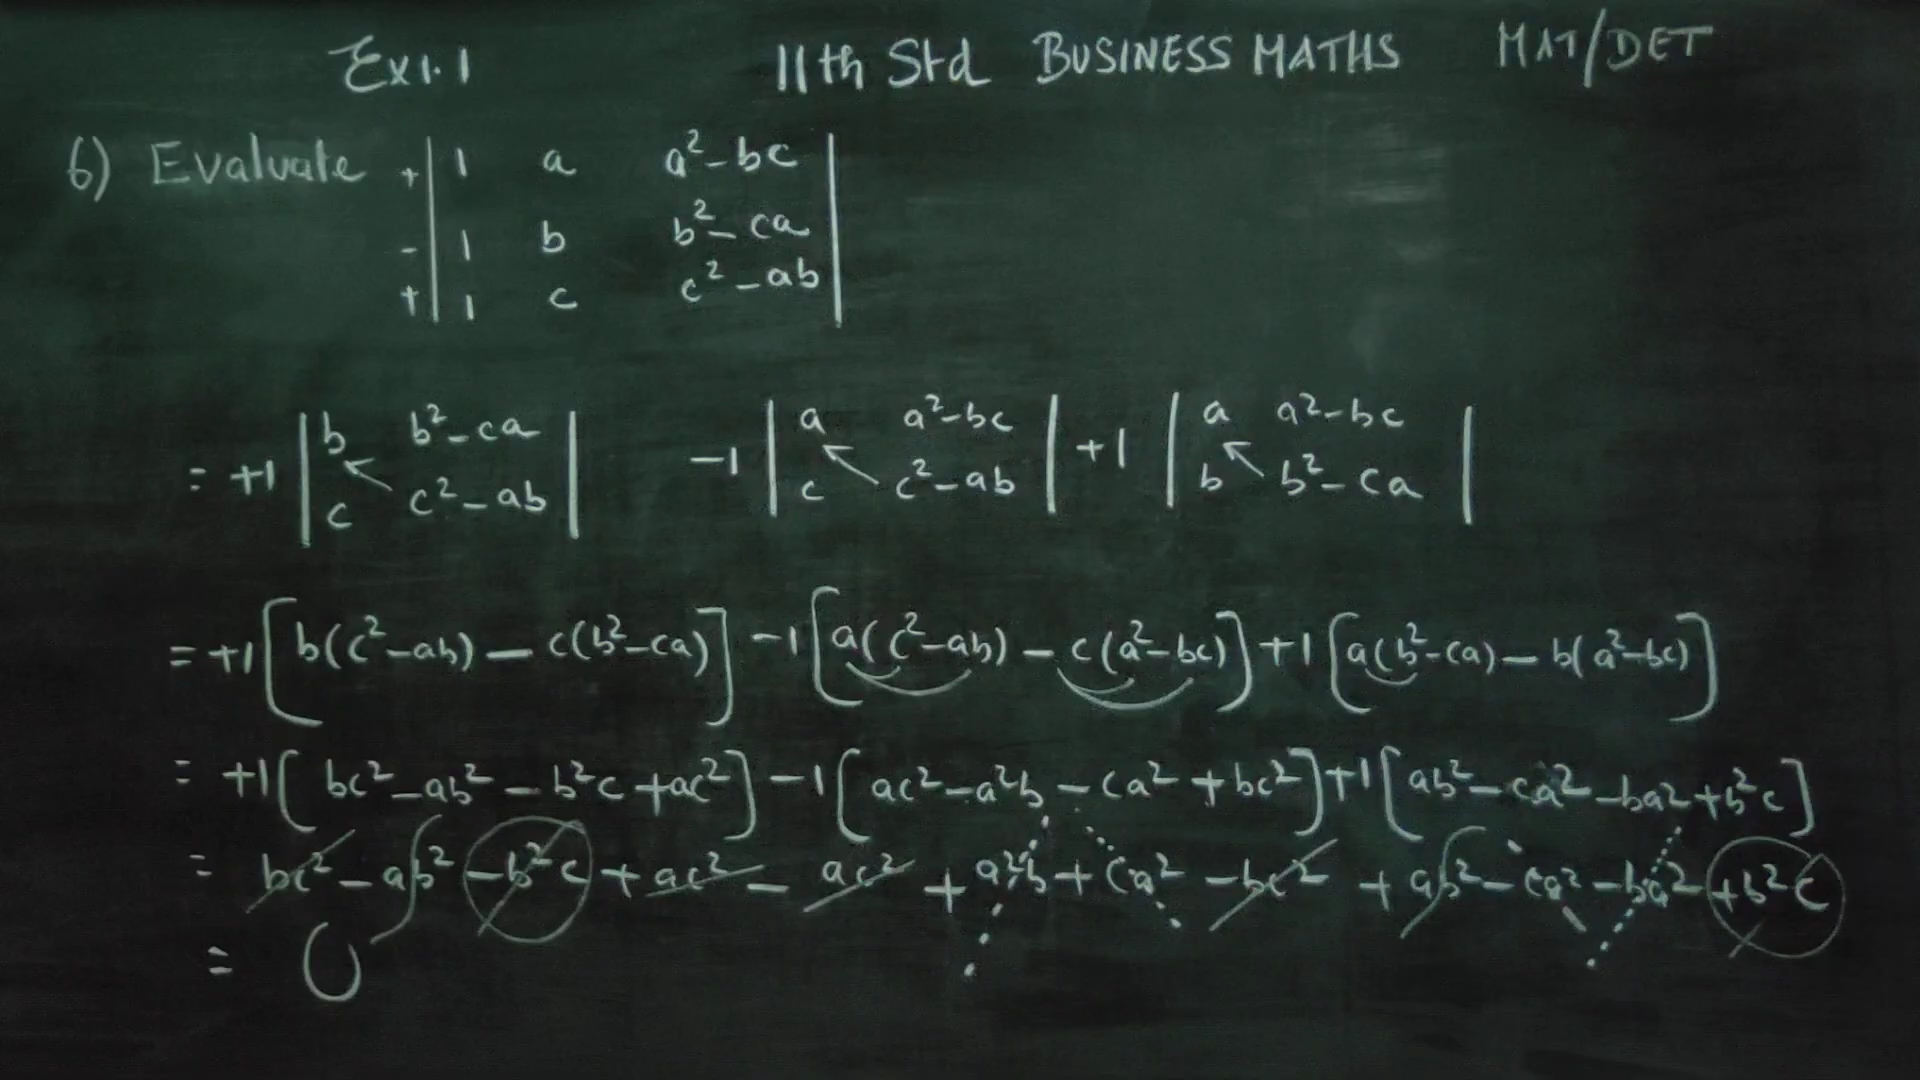 Ex 1.1 11th Std BUSINESS MATHS MAT/DET
6) Evaluate + | 1 a a²-bc |
- | 1 b b²-ca |
+ | 1 c c²-ab |
= +1 | b b²-ca | -1 | a a²-bc | +1 | a a²-bc |
| c c²-ab | | c c²-ab | | b b²-ca |
= +1[b(c²-ab) - c(b²-ca)] -1[a(c²-ab) - c(a²-bc)] +1[a(b²-ca) - b(a²-bc)]
= +1[bc²-ab²-b²c+ac²] -1[ac²-a²b-ca²+bc²] +1[ab²-ca²-ba²+b²c]
= bc²-ab²-b²c+ac²-ac²+a²b+ca²-bc²+ab²-ca²-ba²+b²c
= 0